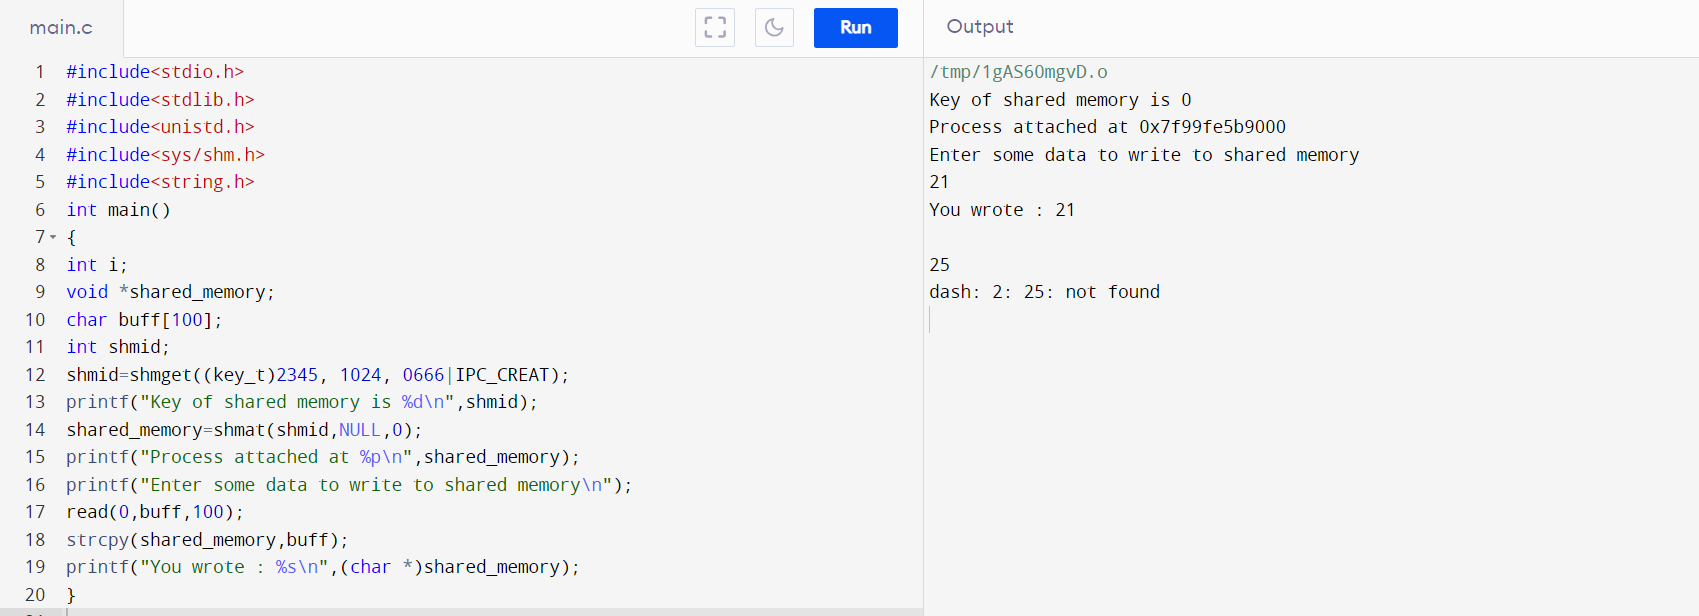 main.c
Run
Output
1 #include<stdio.h>
2 #include<stdlib.h>
3 #include<unistd.h>
4 #include<sys/shm.h>
5 #include<string.h>
6 int main()
7 {
8 int i;
9 void *shared_memory;
10 char buff[100];
11 int shmid;
12 shmid=shmget((key_t)2345, 1024, 0666|IPC_CREAT);
13 printf("Key of shared memory is %d\n",shmid);
14 shared_memory=shmat(shmid,NULL,0);
15 printf("Process attached at %p\n",shared_memory);
16 printf("Enter some data to write to shared memory\n");
17 read(0,buff,100);
18 strcpy(shared_memory,buff);
19 printf("You wrote : %s\n",(char *)shared_memory);
20 }
/tmp/1gAS6OmgvD.o
Key of shared memory is 0
Process attached at 0x7f99fe5b9000
Enter some data to write to shared memory
21
You wrote : 21
25
dash: 2: 25: not found